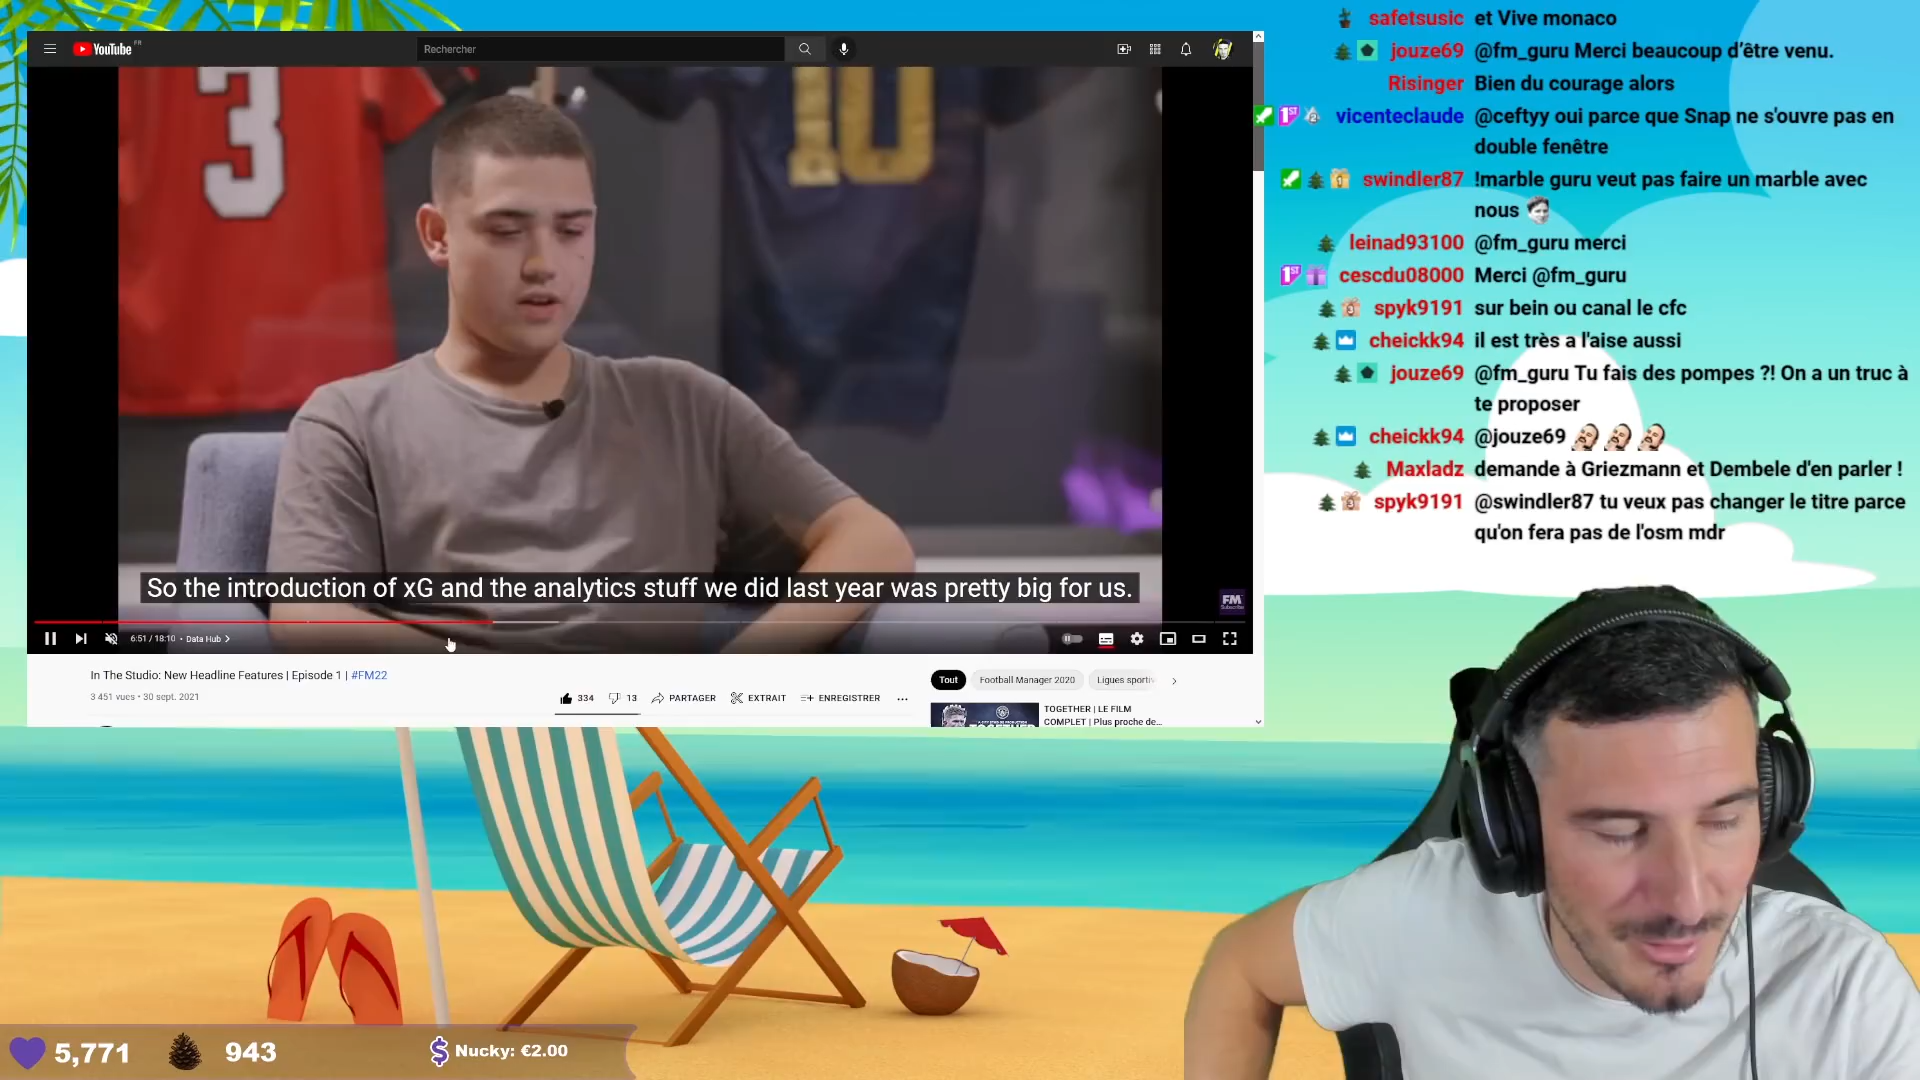 YouTube FR
Rechercher
3
10
So the introduction of xG and the analytics stuff we did last year was pretty big for us.
FM
Subscribe
6:51 / 18:10 • Data Hub >
In The Studio: New Headline Features | Episode 1 | #FM22
3 451 vues • 30 sept. 2021
334
13
PARTAGER
EXTRAIT
ENREGISTRER
Tout
Football Manager 2020
Ligues sportiv
TOGETHER | LE FILM
COMPLET | Plus proche de...
safetsusic et Vive monaco
jouze69 @fm_guru Merci beaucoup d’être venu.
Risinger Bien du courage alors
vicenteclaude @ceftyy oui parce que Snap ne s'ouvre pas en
double fenêtre
swindler87 !marble guru veut pas faire un marble avec
nous
leinad93100 @fm_guru merci
1ST cescdu08000 Merci @fm_guru
spyk9191 sur bein ou canal le cfc
cheickk94 il est très a l'aise aussi
jouze69 @fm_guru Tu fais des pompes ?! On a un truc à
te proposer
cheickk94 @jouze69
Maxladz demande à Griezmann et Dembele d'en parler !
spyk9191 @swindler87 tu veux pas changer le titre parce
qu'on fera pas de l'osm mdr
5,771
943
$ Nucky: €2.00